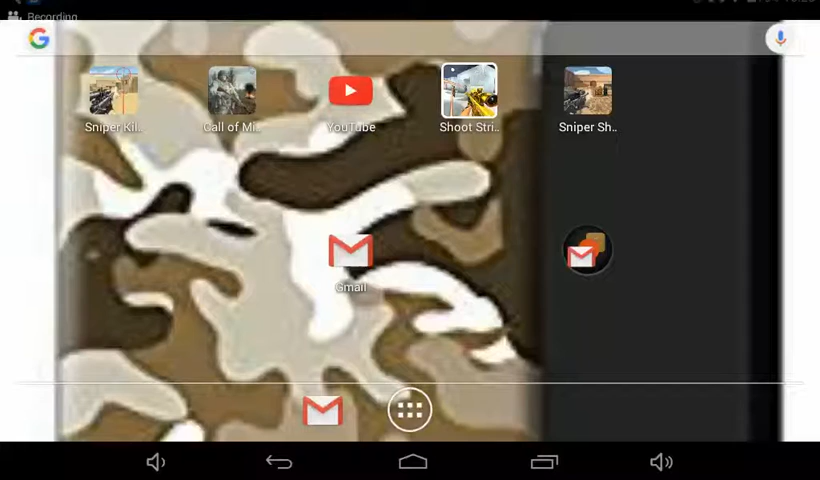 Recording
Sniper Kil..
Call of Mi..
YouTube
Shoot Stri..
Sniper Sh..
Gmail